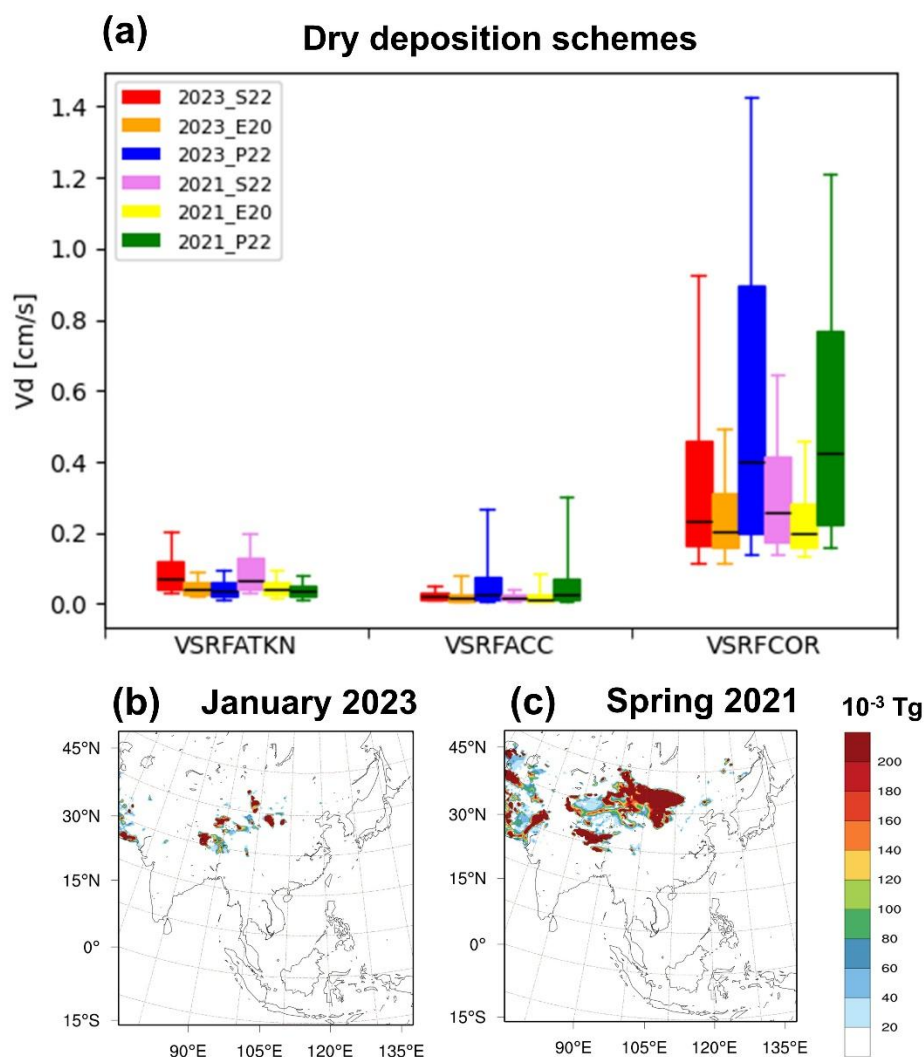 (a) Dry deposition schemes
2023_S22
2023_E20
2023_P22
2021_S22
2021_E20
2021_P22
Vd [cm/s]
1.4
1.2
1.0
0.8
0.6
0.4
0.2
0.0
VSRFATKN VSRFACC VSRFCOR
(b) January 2023
(c) Spring 2021
10⁻³ Tg
45°N
30°N
15°N
0°
15°S
90°E 105°E 120°E 135°E
45°N
30°N
15°N
0°
15°S
90°E 105°E 120°E 135°E
200
180
160
140
120
100
80
60
40
20